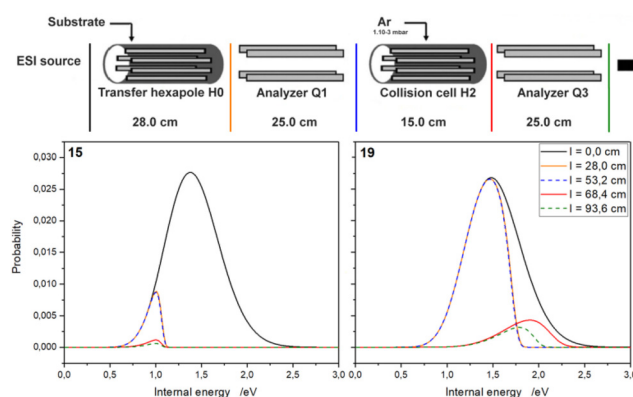 Substrate
Ar
1.10-3 mbar
ESI source
Transfer hexapole H0
Analyzer Q1
Collision cell H2
Analyzer Q3
28.0 cm
25.0 cm
15.0 cm
25.0 cm
15
19
l = 0,0 cm
l = 28,0 cm
l = 53,2 cm
l = 68,4 cm
l = 93,6 cm
Probability
0,035
0,030
0,025
0,020
0,015
0,010
0,005
0,000
0,0 0,5 1,0 1,5 2,0 2,5 3,0
0,0 0,5 1,0 1,5 2,0 2,5 3,0
Internal energy /eV
Internal energy /eV